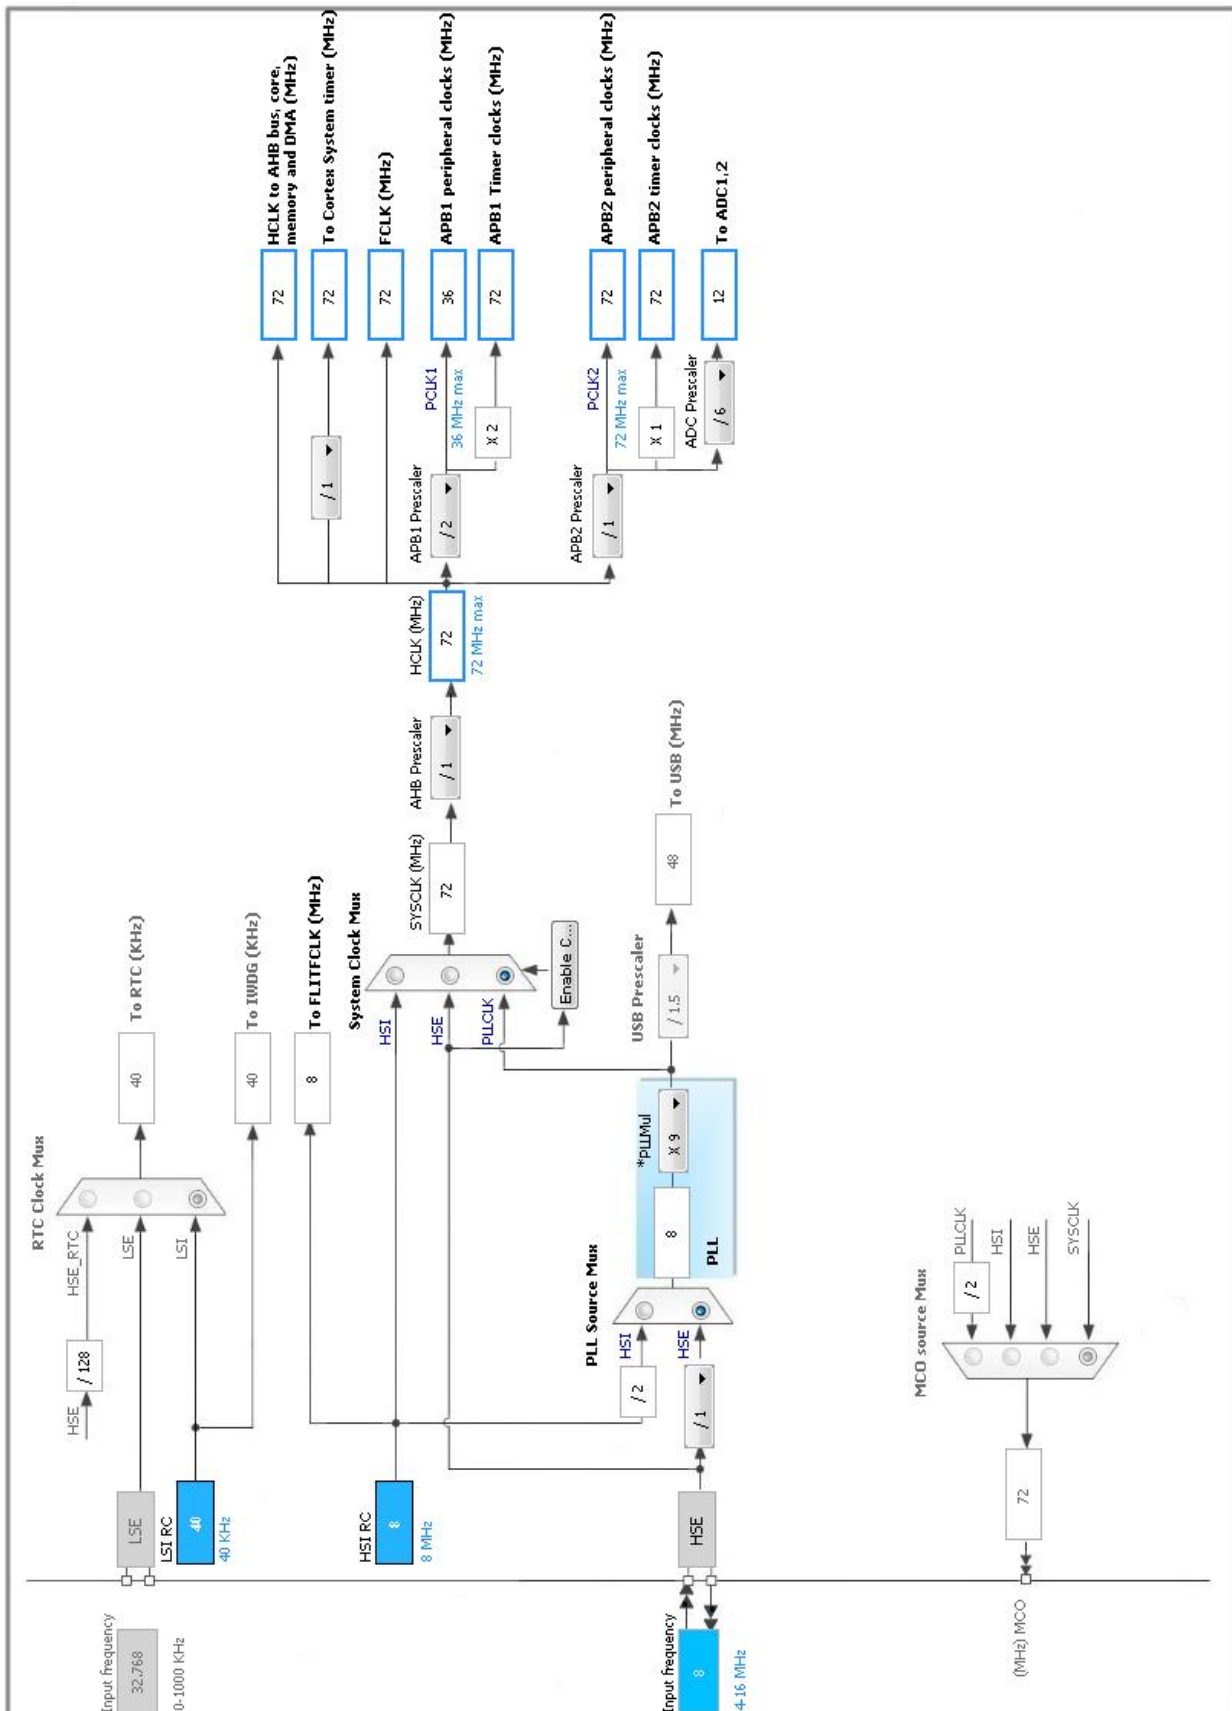 RTC Clock Mux
HSE
/ 128
HSE_RTC
Input frequency
32.768
0-1000 KHz
LSE
LSE
40
To RTC (KHz)
LSI RC
40
40 KHz
LSI
40
To IWDG (KHz)
8
To FLITFCLK (MHz)
HSI RC
8
8 MHz
System Clock Mux
HSI
HSE
PLLCLK
Enable C...
SYSCLK (MHz)
72
AHB Prescaler
/ 1
HCLK (MHz)
72
72 MHz max
72
HCLK to AHB bus, core,
memory and DMA (MHz)
/ 1
72
To Cortex System timer (MHz)
72
FCLK (MHz)
APB1 Prescaler
/ 2
PCLK1
36 MHz max
36
APB1 peripheral clocks (MHz)
X 2
72
APB1 Timer clocks (MHz)
APB2 Prescaler
/ 1
PCLK2
72 MHz max
72
APB2 peripheral clocks (MHz)
X 1
72
APB2 timer clocks (MHz)
ADC Prescaler
/ 6
12
To ADC1,2
PLL Source Mux
/ 2
HSI
Input frequency
8
4-16 MHz
HSE
/ 1
HSE
8
*PLLMul
X 9
PLL
USB Prescaler
/ 1.5
48
To USB (MHz)
MCO source Mux
(MHz) MCO
72
/ 2
PLLCLK
HSI
HSE
SYSCLK